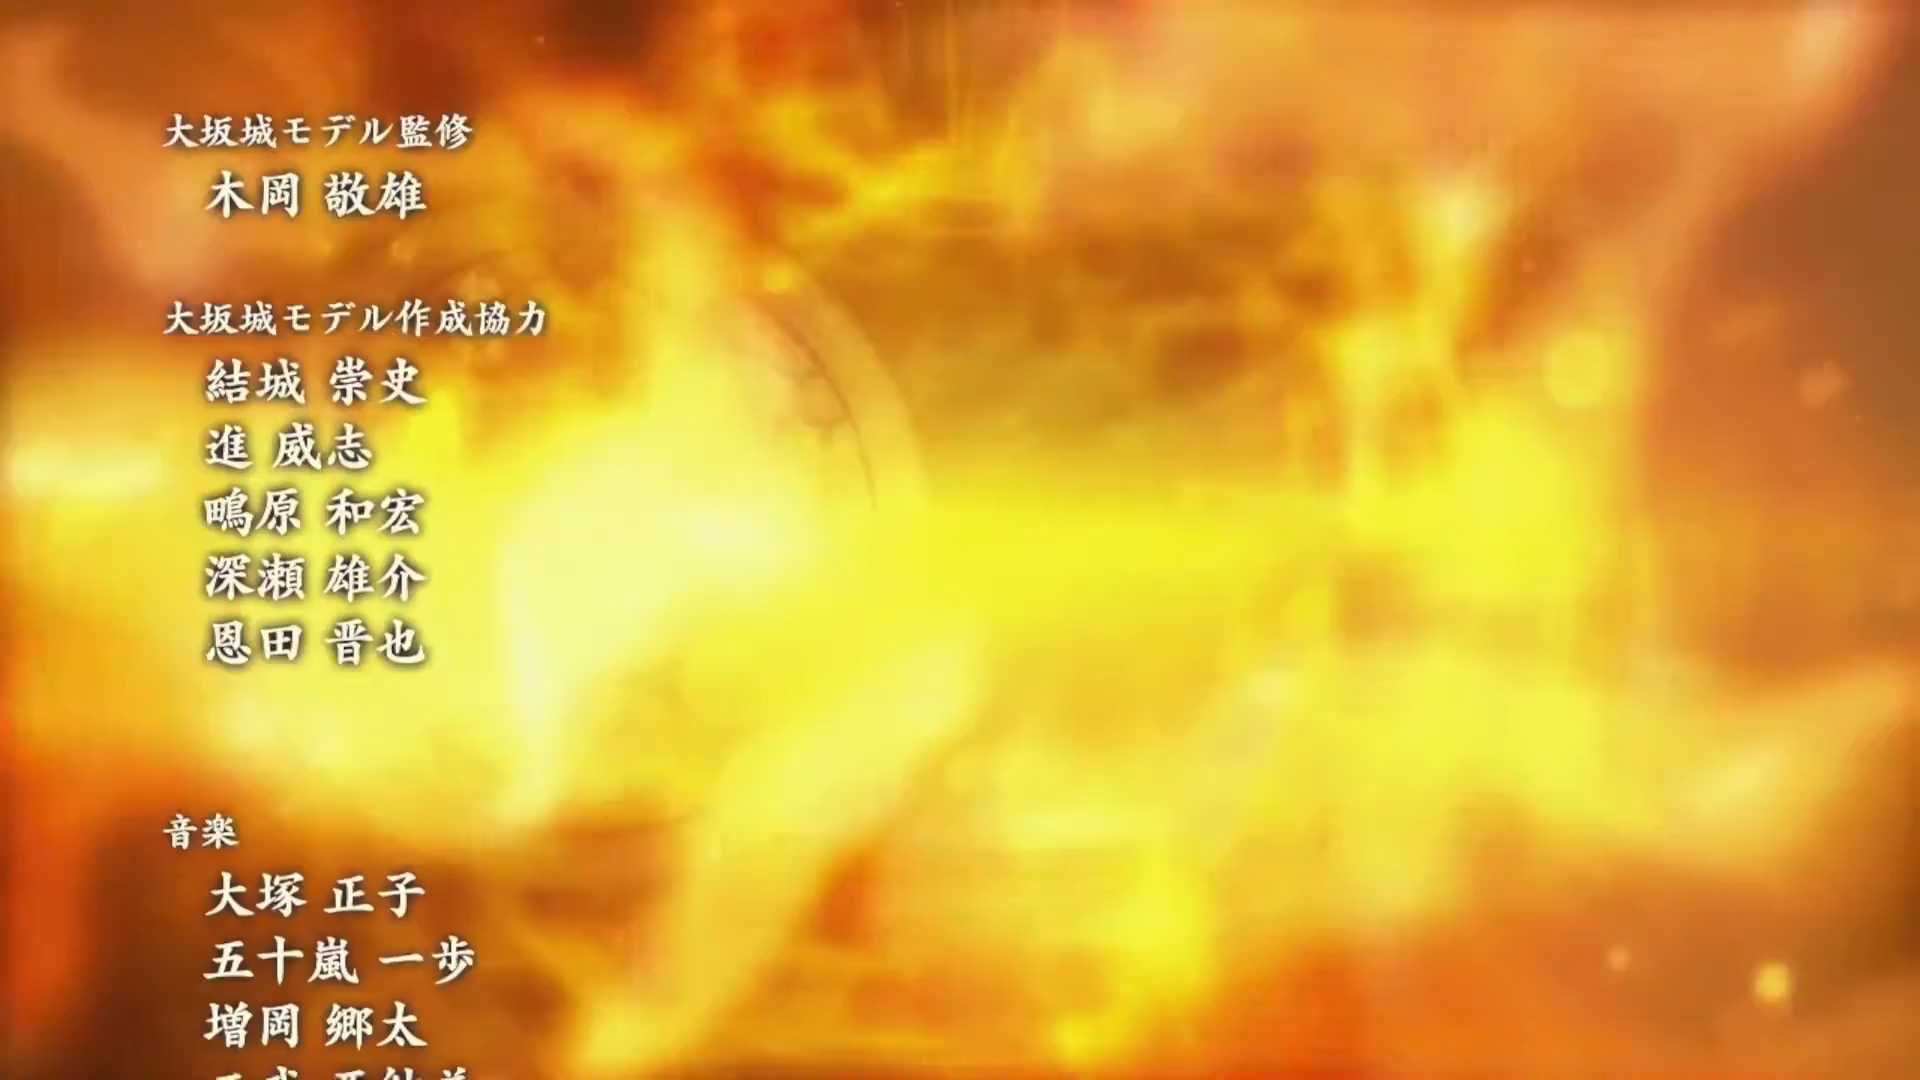 大坂城モデル監修
木岡 敬雄
大坂城モデル作成協力
結城 崇史
進 威志
鴫原 和宏
深瀬 雄介
恩田 晋也
音楽
大塚 正子
五十嵐 一歩
増岡 郷太